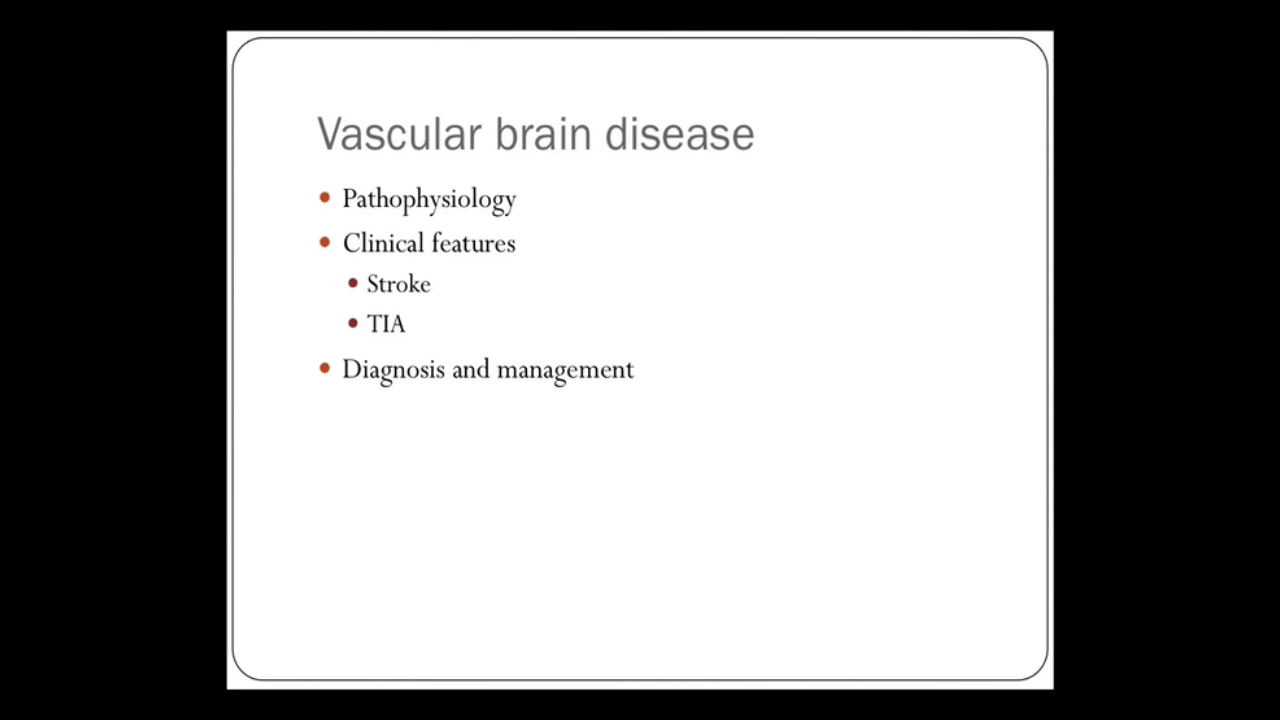 Vascular brain disease
Pathophysiology
Clinical features
Stroke
TIA
Diagnosis and management